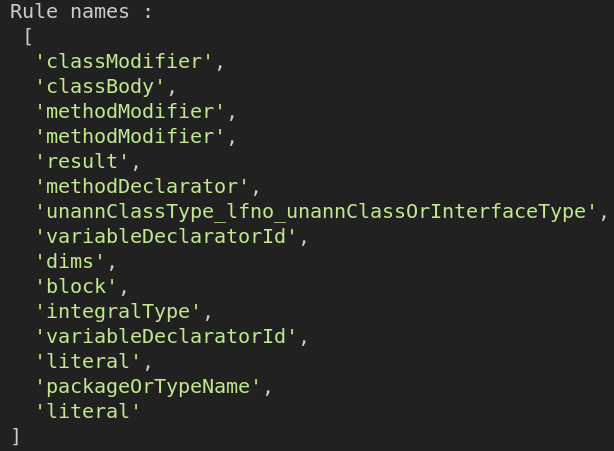 Rule names :
[
'classModifier',
'classBody',
'methodModifier',
'methodModifier',
'result',
'methodDeclarator',
'unannClassType_lfno_unannClassOrInterfaceType',
'variableDeclaratorId',
'dims',
'block',
'integralType',
'variableDeclaratorId',
'literal',
'packageOrTypeName',
'literal'
]